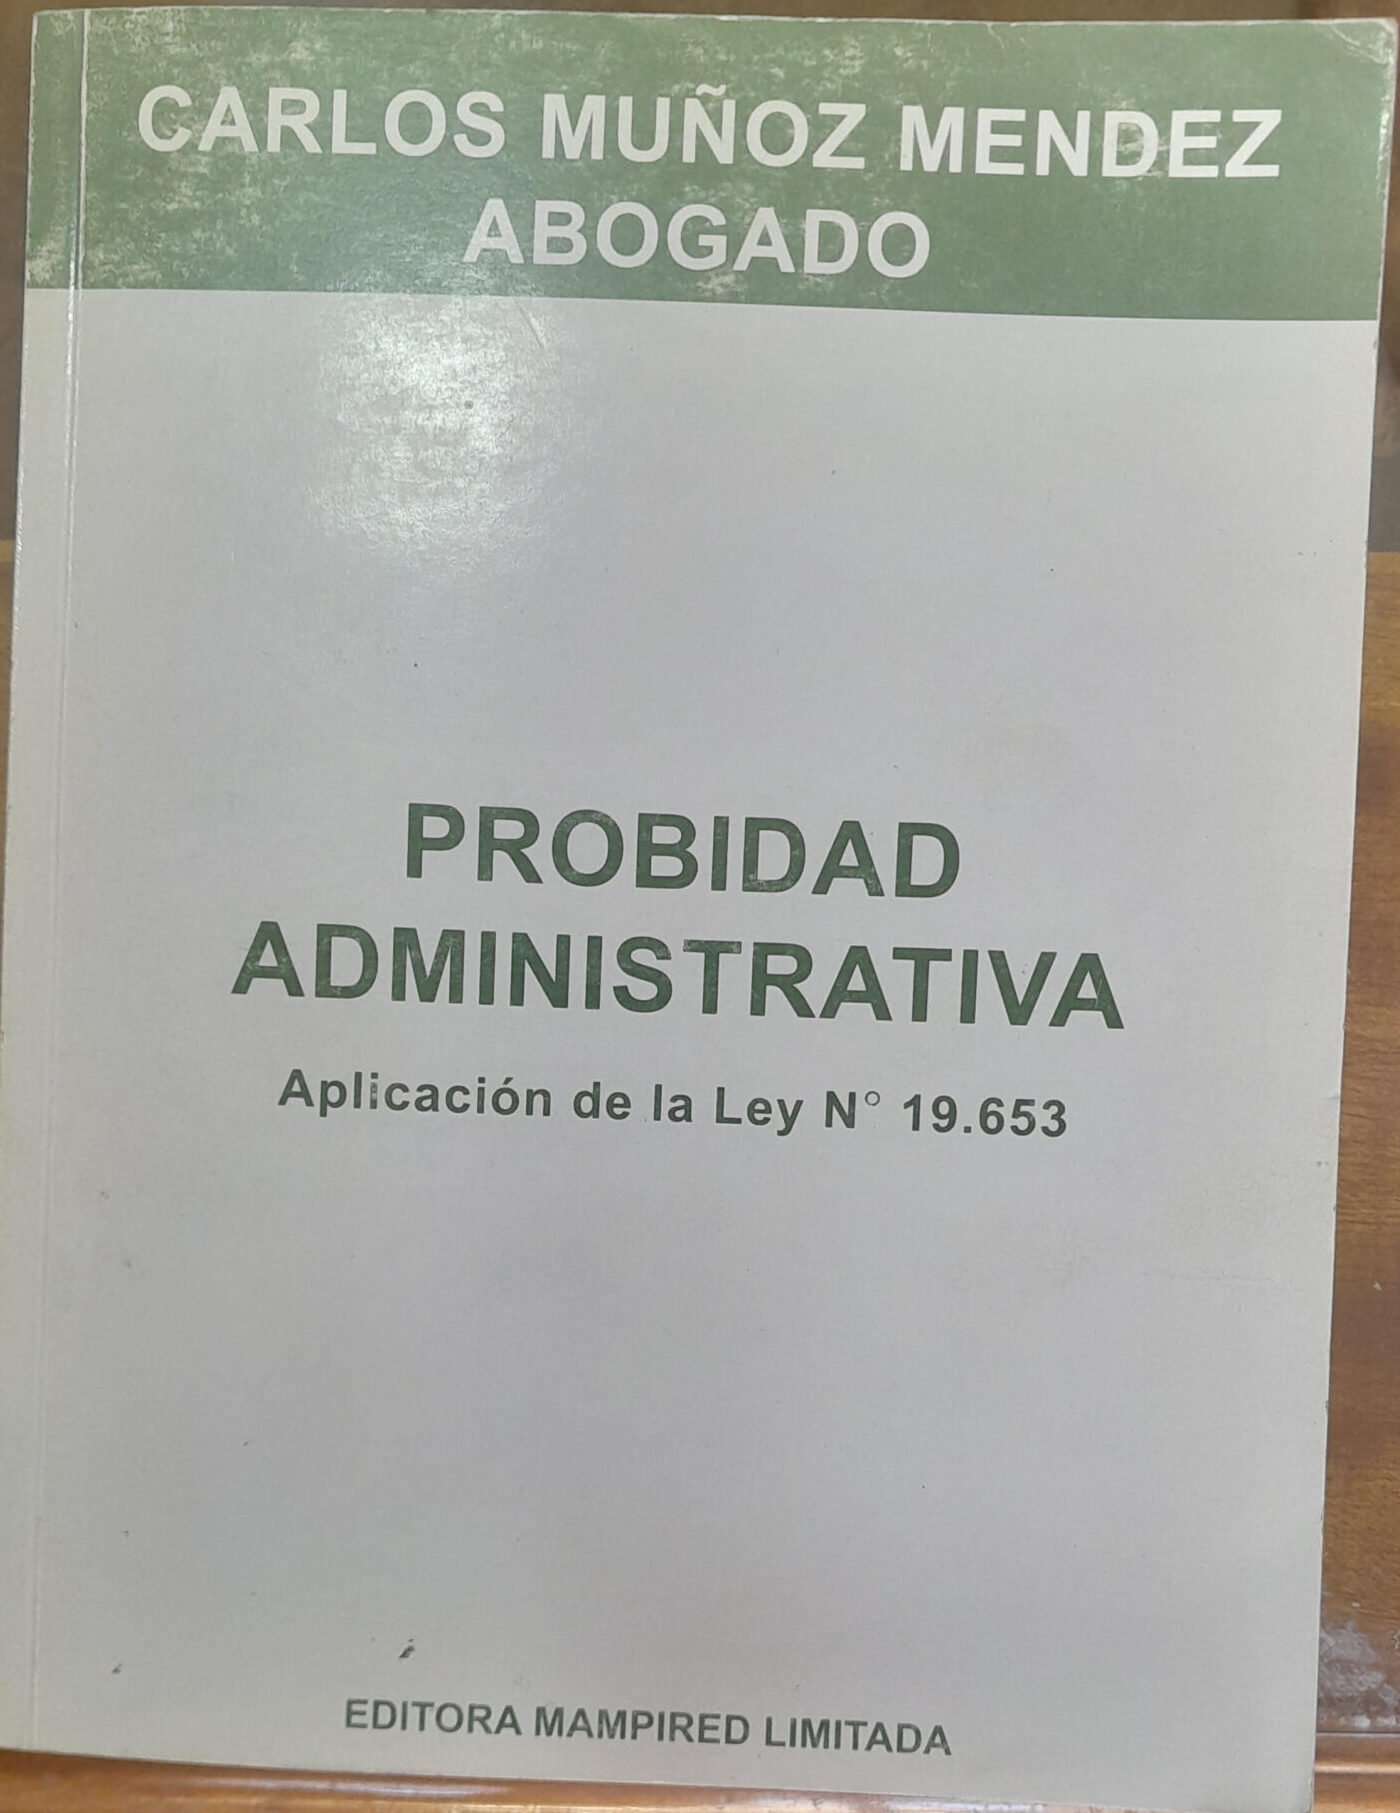 CARLOS MUÑOZ MENDEZ
ABOGADO
PROBIDAD
ADMINISTRATIVA
Aplicación de la Ley N° 19.653
EDITORA MAMPIRED LIMITADA